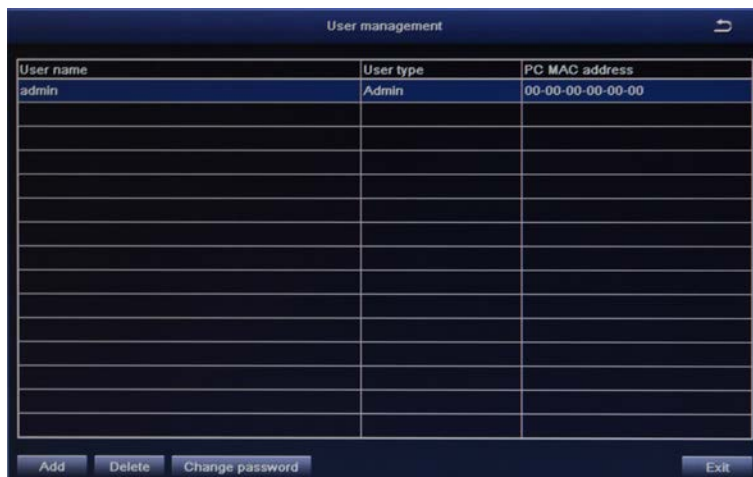 User management
User name User type PC MAC address
admin Admin 00-00-00-00-00-00
Add Delete Change password Exit